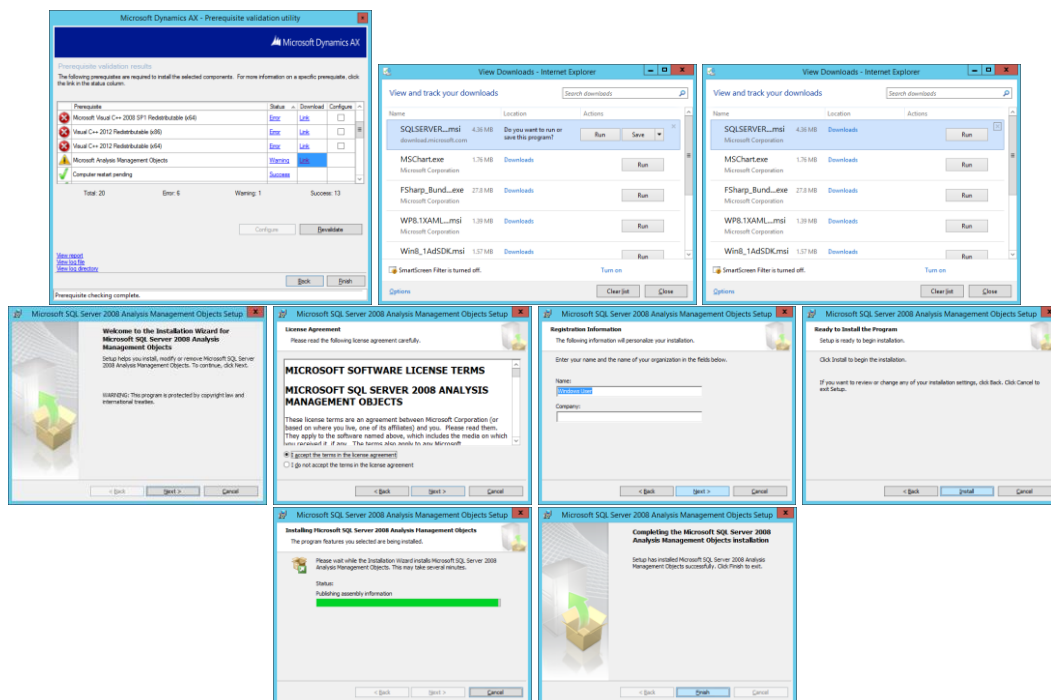 Microsoft Dynamics AX - Prerequisite validation utility
Microsoft Dynamics AX
Prerequisite validation results
The following prerequisites are required to install the selected components. For more information on a specific prerequisite, click
the link in the status column.
Prerequisite Status Download Configure
Microsoft Visual C++ 2008 SP1 Redistributable (x64) Error Link
Visual C++ 2012 Redistributable (x86) Error Link
Visual C++ 2012 Redistributable (x64) Error Link
Microsoft Analysis Management Objects Warning Link
Computer restart pending Success
Total: 20 Error: 6 Warning: 1 Success: 13
Configure Revalidate
View report
View log file
View log directory
Back Finish
Prerequisite checking complete.
View Downloads - Internet Explorer
View and track your downloads Search downloads
Name Location Actions
SQLSERVER....msi 4.36 MB Do you want to run or
save this program? Run Save
download.microsoft.com
MSChart.exe 1.76 MB Downloads Run
Microsoft Corporation
FSharp_Bund...exe 27.8 MB Downloads Run
Microsoft Corporation
WP8.1XAML...msi 1.39 MB Downloads Run
Microsoft Corporation
Win8_1AdSDK.msi 1.57 MB Downloads Run
SmartScreen Filter is turned off. Turn on
Options Clear list Close
View Downloads - Internet Explorer
View and track your downloads Search downloads
Name Location Actions
SQLSERVER....msi 4.36 MB Run
MSChart.exe 1.76 MB Downloads Run
Microsoft Corporation
FSharp_Bund...exe 27.8 MB Downloads Run
Microsoft Corporation
WP8.1XAML...msi 1.39 MB Downloads Run
Microsoft Corporation
Win8_1AdSDK.msi 1.57 MB Downloads Run
SmartScreen Filter is turned off. Turn on
Options Clear list Close
Microsoft SQL Server 2008 Analysis Management Objects Setup
Welcome to the Installation Wizard for
Microsoft SQL Server 2008 Analysis
Management Objects
Setup helps you install, modify or remove Microsoft SQL Server
2008 Analysis Management Objects. To continue, click Next.
WARNING: This program is protected by copyright law and
international treaties.
< Back Next > Cancel
Microsoft SQL Server 2008 Analysis Management Objects Setup
License Agreement
Please read the following license agreement carefully.
MICROSOFT SOFTWARE LICENSE TERMS
MICROSOFT SQL SERVER 2008 ANALYSIS
MANAGEMENT OBJECTS
These license terms are an agreement between Microsoft Corporation (or
based on where you live, one of its affiliates) and you. Please read them.
They apply to the software named above, which includes the media on which
you received it, if any. The terms also apply to any Microsoft
I accept the terms in the license agreement
I do not accept the terms in the license agreement
< Back Next > Cancel
Microsoft SQL Server 2008 Analysis Management Objects Setup
Registration Information
The following information will personalize your installation.
Enter your name and the name of your organization in the fields below.
Name:
Windows User
Company:
< Back Next > Cancel
Microsoft SQL Server 2008 Analysis Management Objects Setup
Ready to Install the Program
Setup is ready to begin installation.
Click Install to begin the installation.
If you want to review or change any of your installation settings, click Back. Click Cancel to
exit Setup.
< Back Install Cancel
Microsoft SQL Server 2008 Analysis Management Objects Setup
Installing Microsoft SQL Server 2008 Analysis Management Objects
The program features you selected are being installed.
Please wait while the Installation Wizard installs Microsoft SQL Server 2008
Analysis Management Objects. This may take several minutes.
Status:
Publishing assembly information
< Back Next > Cancel
Microsoft SQL Server 2008 Analysis Management Objects Setup
Completing the Microsoft SQL Server 2008
Analysis Management Objects installation
Setup has installed Microsoft SQL Server 2008 Analysis
Management Objects successfully. Click Finish to exit.
< Back Finish Cancel